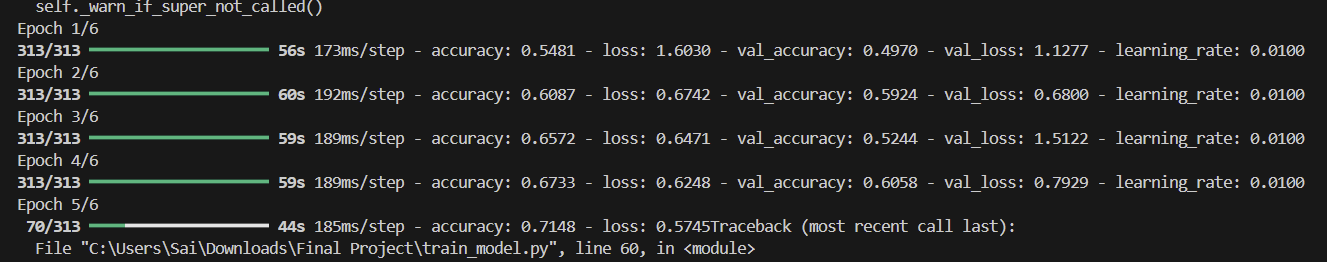 self._warn_if_super_not_called()
Epoch 1/6
313/313 56s 173ms/step - accuracy: 0.5481 - loss: 1.6030 - val_accuracy: 0.4970 - val_loss: 1.1277 - learning_rate: 0.0100
Epoch 2/6
313/313 60s 192ms/step - accuracy: 0.6087 - loss: 0.6742 - val_accuracy: 0.5924 - val_loss: 0.6800 - learning_rate: 0.0100
Epoch 3/6
313/313 59s 189ms/step - accuracy: 0.6572 - loss: 0.6471 - val_accuracy: 0.5244 - val_loss: 1.5122 - learning_rate: 0.0100
Epoch 4/6
313/313 59s 189ms/step - accuracy: 0.6733 - loss: 0.6248 - val_accuracy: 0.6058 - val_loss: 0.7929 - learning_rate: 0.0100
Epoch 5/6
70/313 44s 185ms/step - accuracy: 0.7148 - loss: 0.5745Traceback (most recent call last):
File "C:\Users\Sai\Downloads\Final Project\train_model.py", line 60, in <module>